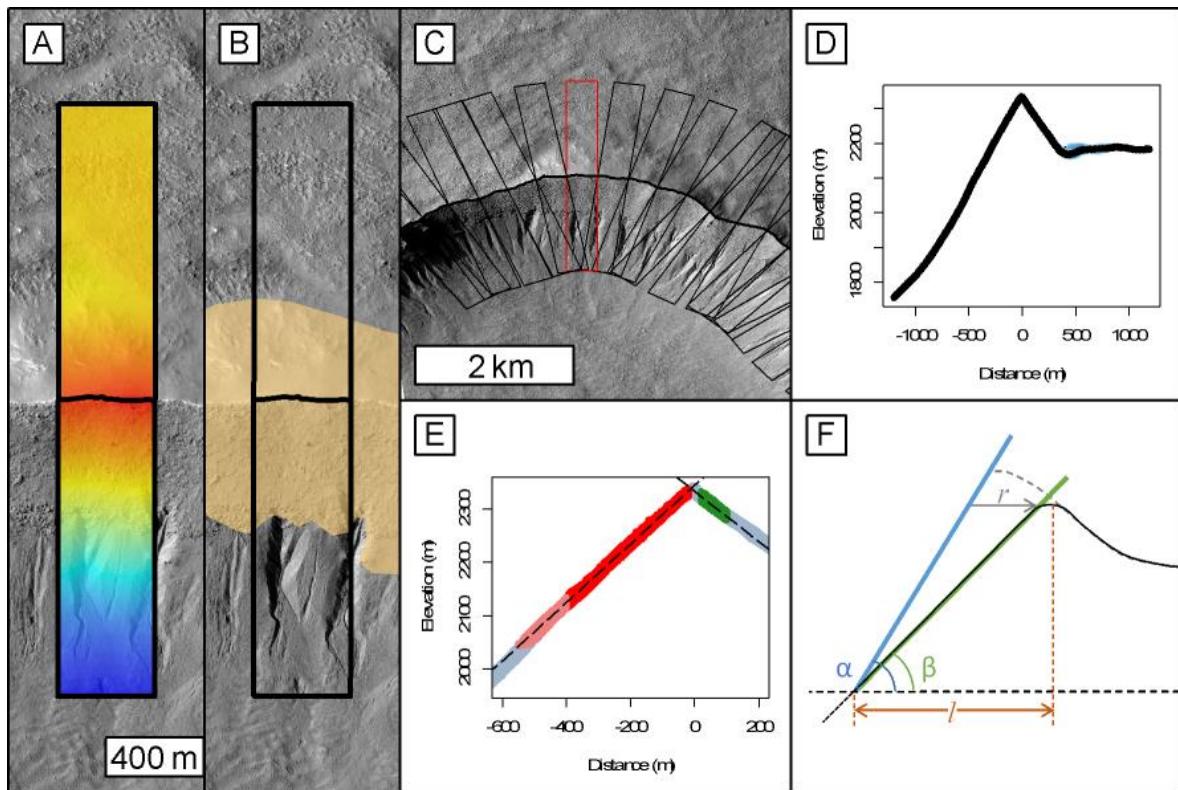 A
B
400 m
C
2 km
D
Elevation (m)
2200
2000
1800
-1000
-500
0
500
1000
Distance (m)
E
Elevation (m)
2300
2200
2100
2000
-600
-400
-200
0
200
Distance (m)
F
r
α
β
l